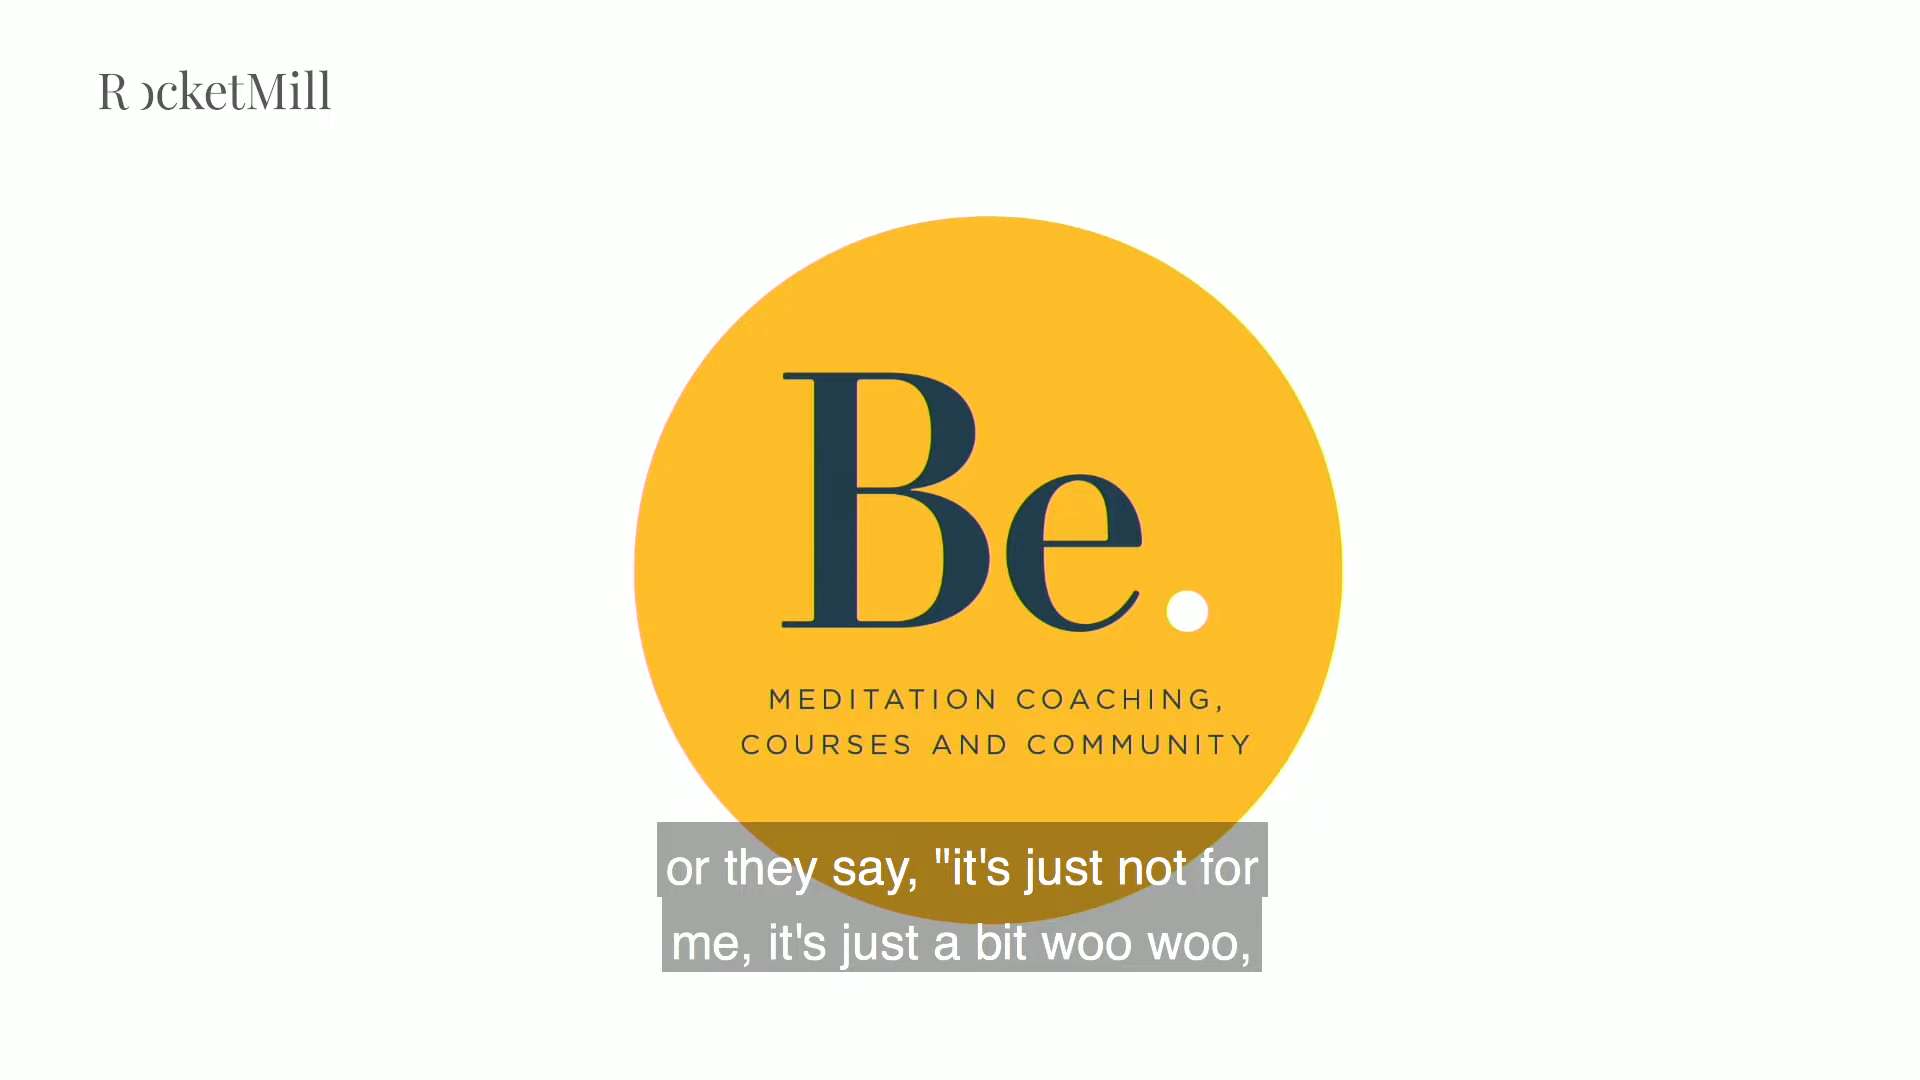 RocketMill
Be.
MEDITATION COACHING,
COURSES AND COMMUNITY
or they say, "it's just not for
me, it's just a bit woo woo,